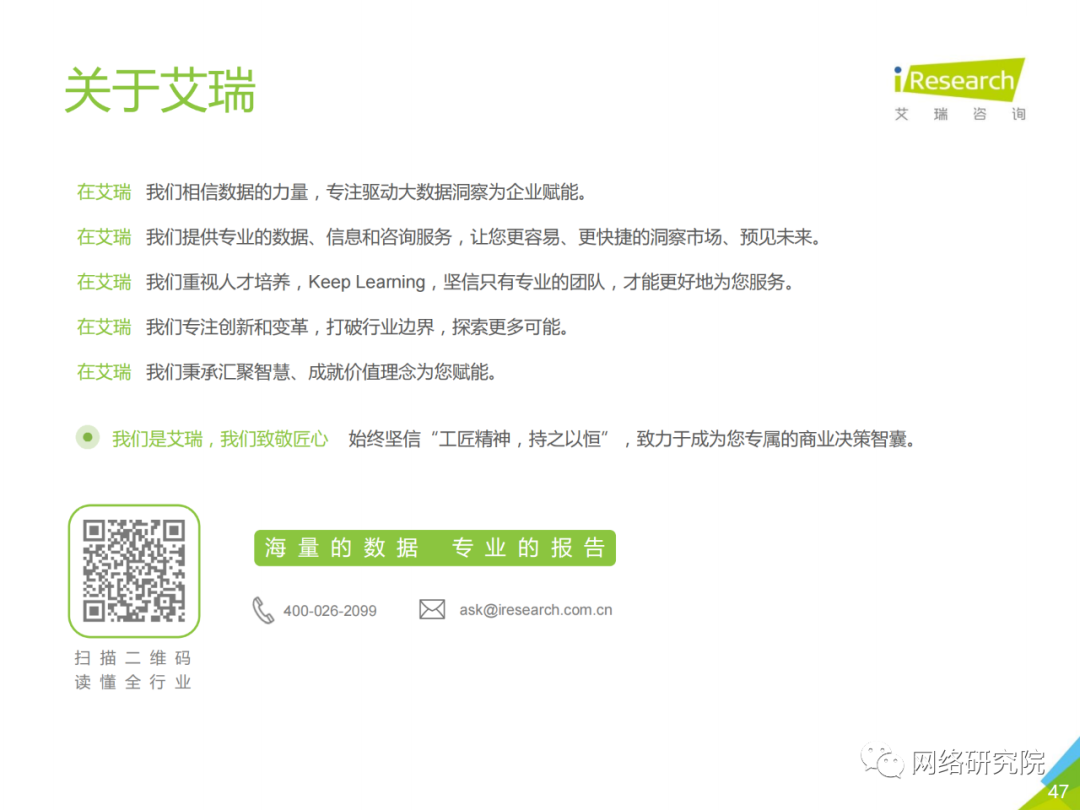 关于艾瑞
iResearch
艾瑞咨询
在艾瑞 我们相信数据的力量，专注驱动大数据洞察为企业赋能。
在艾瑞 我们提供专业的数据、信息和咨询服务，让您更容易、更快捷的洞察市场、预见未来。
在艾瑞 我们重视人才培养，Keep Learning，坚信只有专业的团队，才能更好地为您服务。
在艾瑞 我们专注创新和变革，打破行业边界，探索更多可能。
在艾瑞 我们秉承汇聚智慧、成就价值理念为您赋能。
我们是艾瑞，我们致敬匠心 始终坚信“工匠精神，持之以恒”，致力于成为您专属的商业决策智囊。
海量的数据 专业的报告
400-026-2099 ask@iresearch.com.cn
扫描二维码
读懂全行业
网络研究院
47